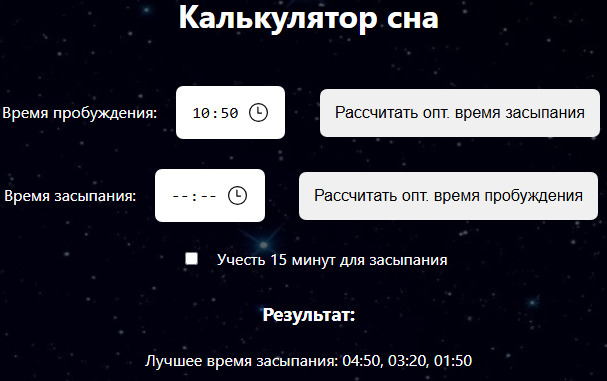 Калькулятор сна
Время пробуждения: 10:50 Рассчитать опт. время засыпания
Время засыпания: --:-- Рассчитать опт. время пробуждения
Учесть 15 минут для засыпания
Результат:
Лучшее время засыпания: 04:50, 03:20, 01:50